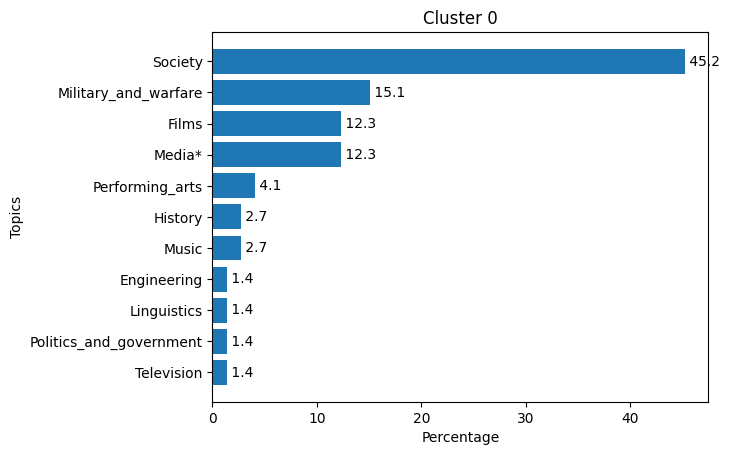 Cluster 0
Society 45.2
Military_and_warfare 15.1
Films 12.3
Media* 12.3
Performing_arts 4.1
History 2.7
Music 2.7
Engineering 1.4
Linguistics 1.4
Politics_and_government 1.4
Television 1.4
0 10 20 30 40
Percentage
Topics